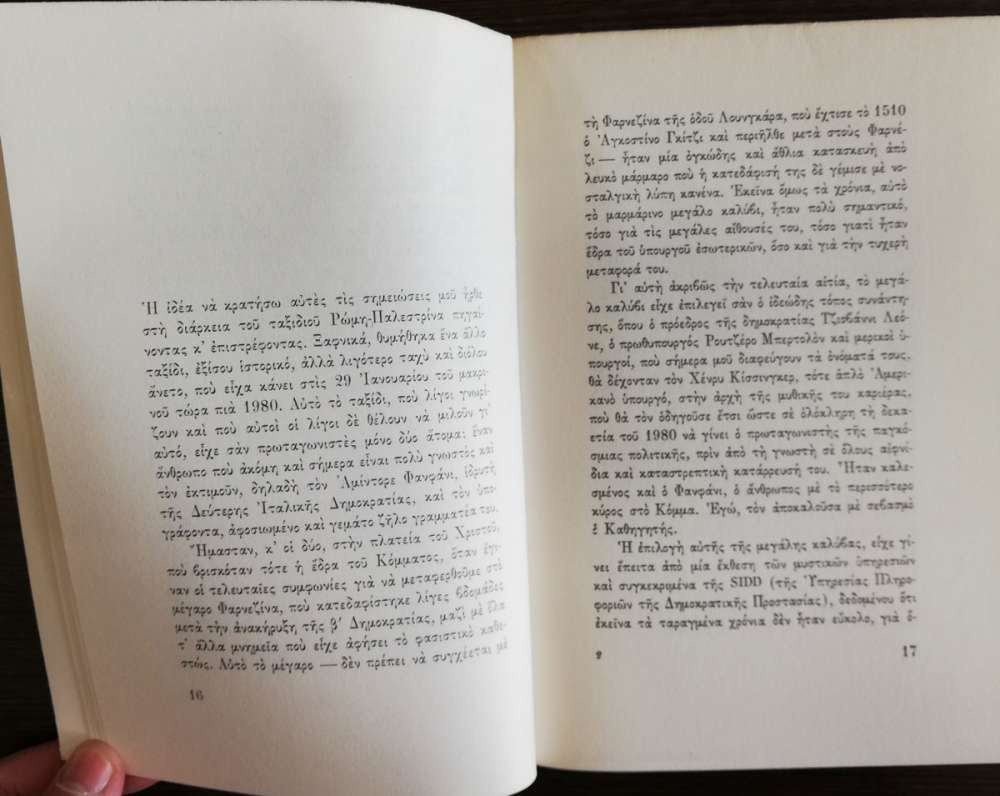 Ἡ ἰδέα νὰ κρατήσω αὐτὲς τὶς σημειώσεις μοῦ ἦρθε
στὴ διάρκεια τοῦ ταξιδιοῦ Ρώμη-Παλεστρίνα πηγαί-
νοντας κ' ἐπιστρέφοντας. Ξαφνικά, θυμήθηκα ἕνα ἄλλο
ταξίδι, ἐξίσου ἱστορικό, ἀλλὰ λιγότερο ταχὺ καὶ διόλου
ἄνετο, ποὺ εἶχα κάνει στὶς 29 Ἰανουαρίου τοῦ μακρι-
νοῦ τώρα πιὰ 1980. Αὐτὸ τὸ ταξίδι, ποὺ λίγοι γνωρί-
ζουν καὶ ποὺ αὐτοὶ οἱ λίγοι δὲ θέλουν νὰ μιλοῦν γι'
αὐτό, εἶχε σὰν πρωταγωνιστὲς μόνο δύο ἄτομα: ἕναν
ἄνθρωπο ποὺ ἀκόμη καὶ σήμερα εἶναι πολὺ γνωστὸς καὶ
τὸν ἐκτιμοῦν, δηλαδὴ τὸν Ἀμίντορε Φανφάνι, ἱδρυτὴ
τῆς Δεύτερης Ἰταλικῆς Δημοκρατίας, καὶ τὸν ὑπο-
γράφοντα, ἀφοσιωμένο καὶ γεμάτο ζῆλο γραμματέα του.
Ἤμασταν, κ' οἱ δύο, στὴν πλατεία τοῦ Χριστοῦ,
ποὺ βρισκόταν τότε ἡ ἕδρα τοῦ Κόμματος, ὅταν ἔγι-
ναν οἱ τελευταῖες συμφωνίες γιὰ νὰ μεταφερθοῦμε στὸ
μέγαρο Φαρνεζίνα, ποὺ κατεδαφίστηκε λίγες βδομάδες
μετὰ τὴν ἀνακήρυξη τῆς β' Δημοκρατίας, μαζὶ μὲ ὅλα
τ' ἄλλα μνημεῖα ποὺ εἶχε ἀφήσει τὸ φασιστικὸ καθε-
στώς. Αὐτὸ τὸ μέγαρο — δὲν πρέπει νὰ συγχέεται μὲ
16
τὴ Φαρνεζίνα τῆς ὁδοῦ Λουνγκάρα, ποὺ ἔχτισε τὸ 1510
ὁ Ἀγκοστίνο Γκίτζι καὶ περιῆλθε μετὰ στοὺς Φαρνέ-
ζι — ἦταν μία ὀγκώδης καὶ ἄθλια κατασκευὴ ἀπὸ
λευκὸ μάρμαρο ποὺ ἡ κατεδάφισή της δὲ γέμισε μὲ νο-
σταλγικὴ λύπη κανένα. Ἐκεῖνα ὅμως τὰ χρόνια, αὐτὸ
τὸ μαρμάρινο μεγάλο καλύβι, ἦταν πολὺ σημαντικό,
τόσο γιὰ τὶς μεγάλες αἴθουσές του, τόσο γιατὶ ἦταν
ἕδρα τοῦ ὑπουργοῦ ἐσωτερικῶν, ὅσο καὶ γιὰ τὴν τυχερὴ
μεταφορά του.
Γι' αὐτὴ ἀκριβῶς τὴν τελευταία αἰτία, τὸ μεγά-
λο καλύβι εἶχε ἐπιλεγεῖ σὰν ὁ ἰδεώδης τόπος συνάντη-
σης, ὅπου ὁ πρόεδρος τῆς δημοκρατίας Τζιοβάννι Λεό-
νε, ὁ πρωθυπουργὸς Ρουτζέρο Μπερτολὸν καὶ μερικοὶ ὑ-
πουργοί, ποὺ σήμερα μοῦ διαφεύγουν τὰ ὀνόματά τους,
θὰ δέχονταν τὸν Χένρυ Κίσσινγκερ, τότε ἁπλὸ Ἀμερι-
κανὸ ὑπουργό, στὴν ἀρχὴ τῆς μυθικῆς του καριέρας,
ποὺ θὰ τὸν ὁδηγοῦσε ἔτσι ὥστε σὲ ὁλόκληρη τὴ δεκα-
ετία τοῦ 1980 νὰ γίνει ὁ πρωταγωνιστὴς τῆς παγκό-
σμιας πολιτικῆς, πρὶν ἀπὸ τὴ γνωστὴ σὲ ὅλους αἰφνί-
δια καὶ καταστρεπτικὴ κατάρρευσή του. Ἦταν καλε-
σμένος καὶ ὁ Φανφάνι, ὁ ἄνθρωπος μὲ τὸ περισσότερο
κύρος στὸ Κόμμα. Ἐγώ, τὸν ἀποκαλοῦσα μὲ σεβασμὸ
ὁ Καθηγητής.
Ἡ ἐπιλογὴ αὐτῆς τῆς μεγάλης καλύβας, εἶχε γί-
νει ἔπειτα ἀπὸ μία ἔκθεση τῶν μυστικῶν ὑπηρεσιῶν
καὶ συγκεκριμένα τῆς SIDD (τῆς Ὑπηρεσίας Πληρο-
φοριῶν τῆς Δημοκρατικῆς Προστασίας), δεδομένου ὅτι
ἐκεῖνα τὰ ταραγμένα χρόνια δὲν ἦταν εὔκολο, γιὰ ὁ-
2
17